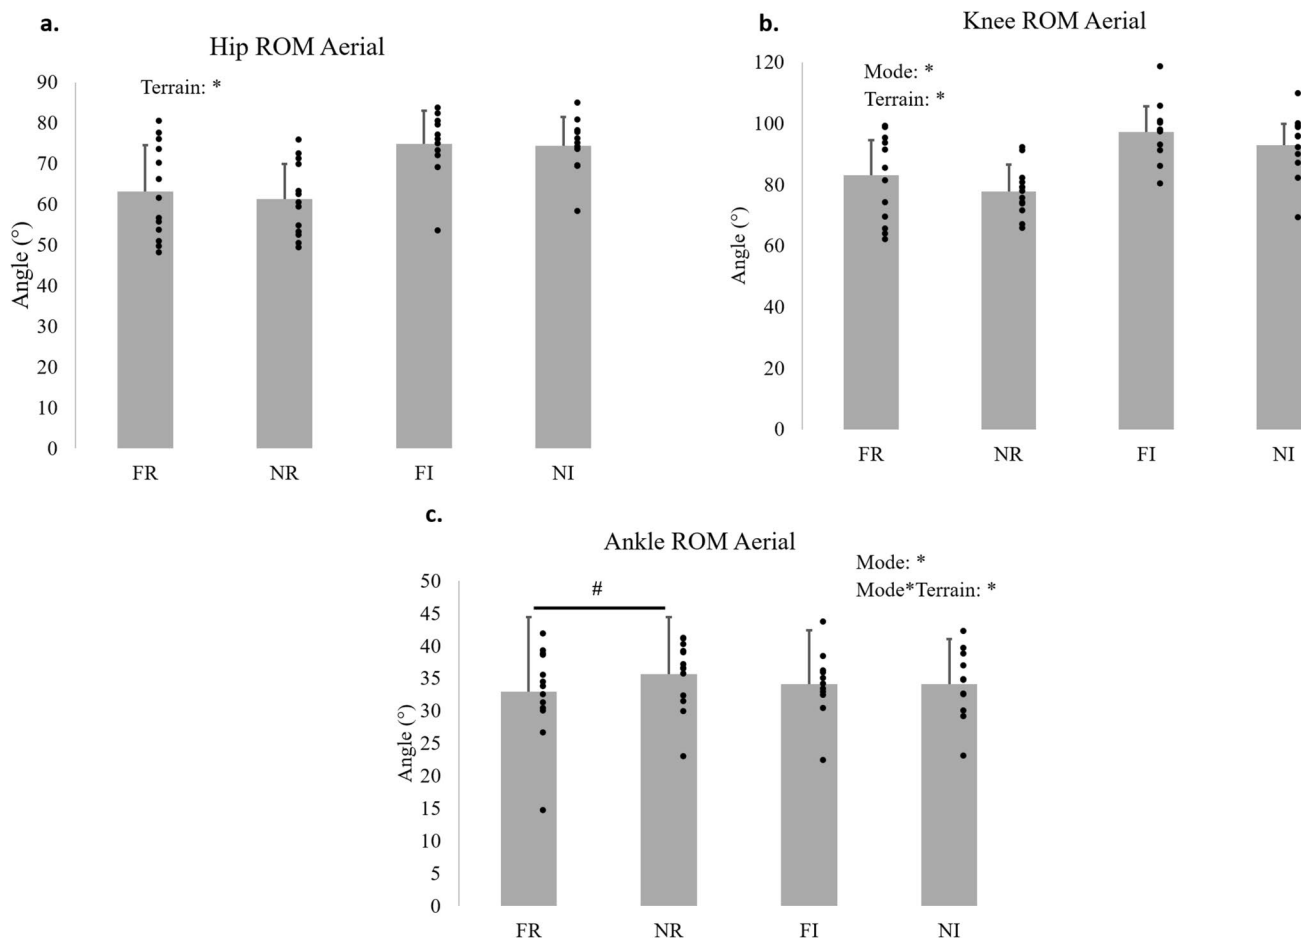 a.
Hip ROM Aerial
Terrain: *
Angle (°)
90
80
70
60
50
40
30
20
10
0
FR NR FI NI
b.
Knee ROM Aerial
Mode: *
Terrain: *
Angle (°)
120
100
80
60
40
20
0
FR NR FI NI
c.
Ankle ROM Aerial
Mode: *
Mode*Terrain: *
#
Angle (°)
50
45
40
35
30
25
20
15
10
5
0
FR NR FI NI